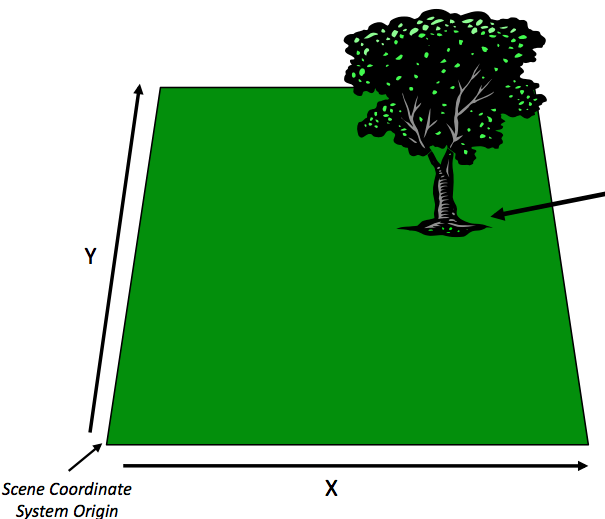 Y
X
Scene Coordinate
System Origin